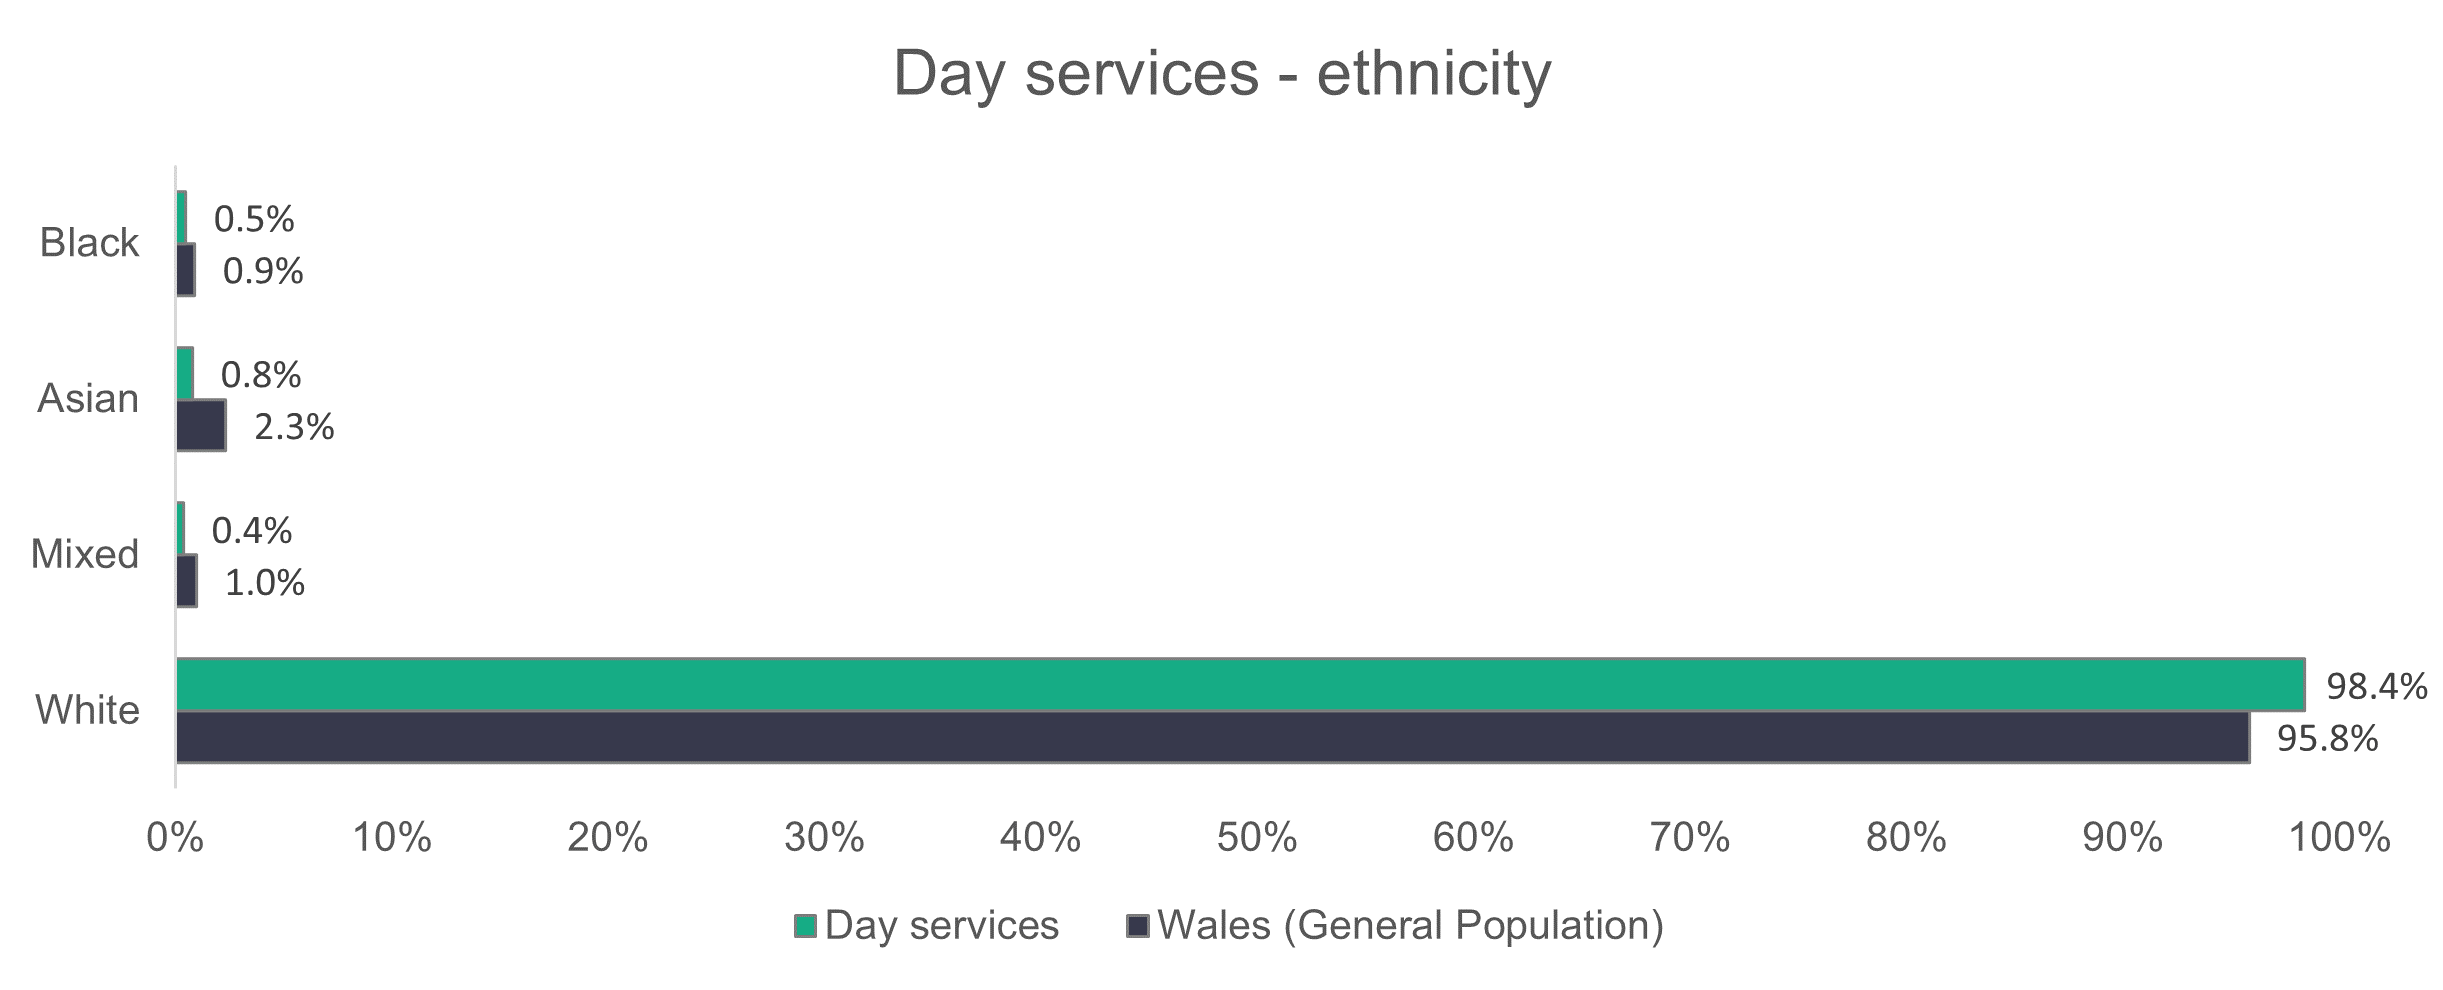 Day services - ethnicity
Black
0.5%
0.9%
Asian
0.8%
2.3%
Mixed
0.4%
1.0%
White
98.4%
95.8%
0% 10% 20% 30% 40% 50% 60% 70% 80% 90% 100%
Day services Wales (General Population)